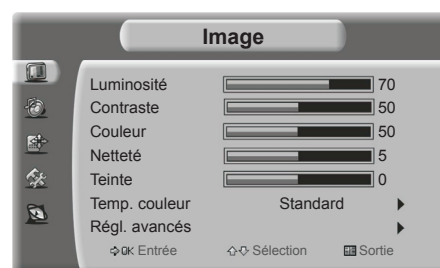 Image
Luminosité 70
Contraste 50
Couleur 50
Netteté 5
Teinte 0
Temp. couleur Standard
Régl. avancés
OK Entrée Sélection Sortie